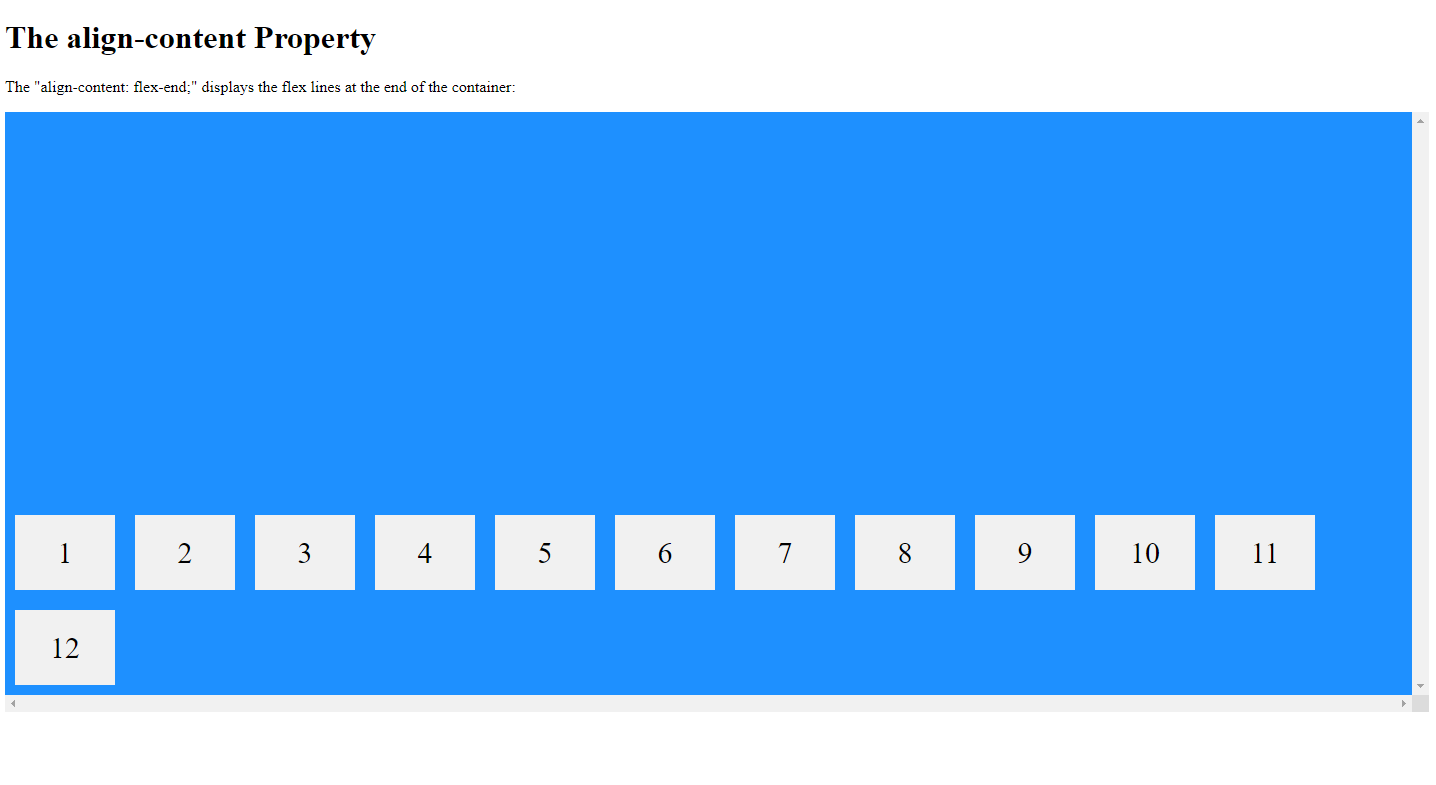 The align-content Property
The "align-content: flex-end;" displays the flex lines at the end of the container:
1 2 3 4 5 6 7 8 9 10 11
12